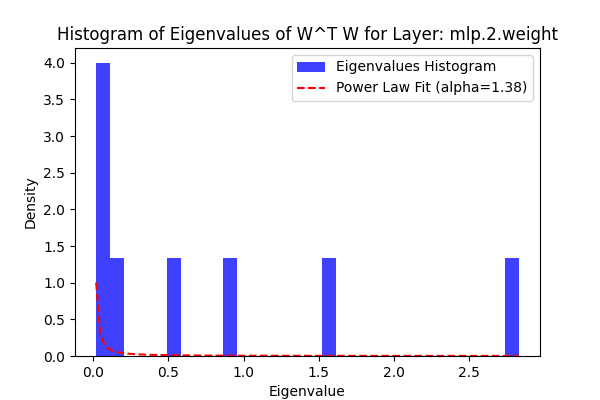 Histogram of Eigenvalues of W^T W for Layer: mlp.2.weight
Eigenvalues Histogram
Power Law Fit (alpha=1.38)
Density
4.0
3.5
3.0
2.5
2.0
1.5
1.0
0.5
0.0
0.0 0.5 1.0 1.5 2.0 2.5
Eigenvalue